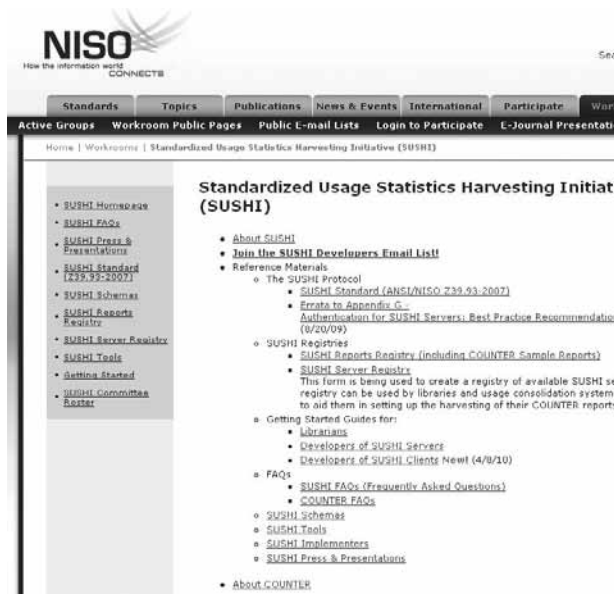 NISO
How the information world
CONNECTS
Sea
Standards Topics Publications News & Events International Participate Wor
Active Groups Workroom Public Pages Public E-mail Lists Login to Participate E-Journal Presentati
Home | Workrooms | Standardized Usage Statistics Harvesting Initiative (SUSHI)
SUSHI Homepage
SUSHI FAQs
SUSHI Press &
Presentations
SUSHI Standard
(Z39.93-2007)
SUSHI Schemas
SUSHI Reports
Registry
SUSHI Server Registry
SUSHI Tools
Getting Started
SUSHI Committee
Roster
Standardized Usage Statistics Harvesting Initiat
(SUSHI)
About SUSHI
Join the SUSHI Developers Email List!
Reference Materials
The SUSHI Protocol
SUSHI Standard (ANSI/NISO Z39.93-2007)
Errata to Appendix G -
Authentication for SUSHI Servers: Best Practice Recommendatio
(8/20/09)
SUSHI Registries
SUSHI Reports Registry (including COUNTER Sample Reports)
SUSHI Server Registry
This form is being used to create a registry of available SUSHI se
registry can be used by libraries and usage consolidation system
to aid them in setting up the harvesting of their COUNTER report
Getting Started Guides for:
Librarians
Developers of SUSHI Servers
Developers of SUSHI Clients New! (4/8/10)
FAQs
SUSHI FAQs (Frequently Asked Questions)
COUNTER FAQs
SUSHI Schemas
SUSHI Tools
SUSHI Implementers
SUSHI Press & Presentations
About COUNTER